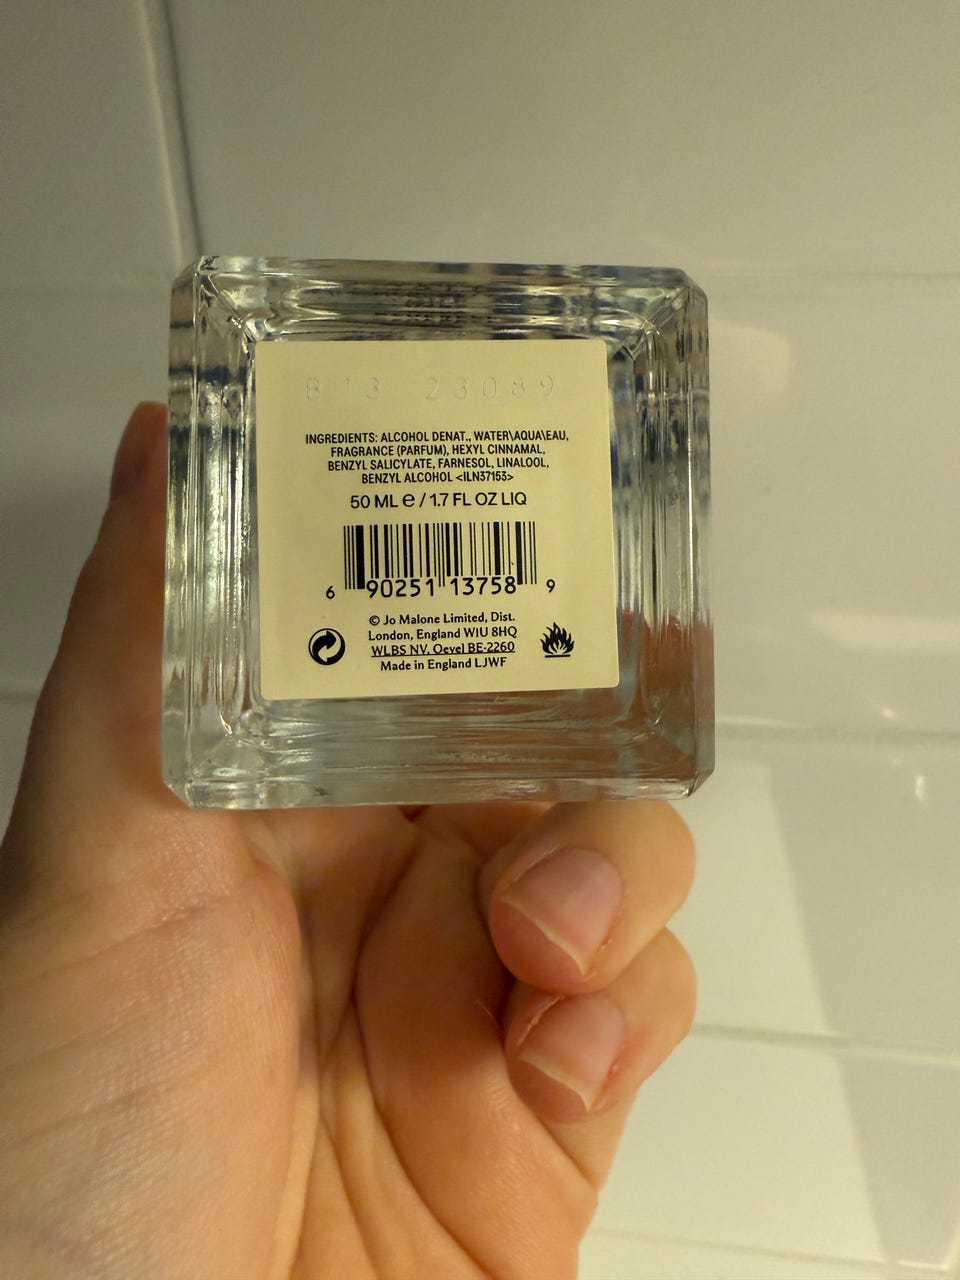 B 13 23089
INGREDIENTS: ALCOHOL DENAT., WATER\AQUA\EAU,
FRAGRANCE (PARFUM), HEXYL CINNAMAL,
BENZYL SALICYLATE, FARNESOL, LINALOOL,
BENZYL ALCOHOL <ILN37153>
50 ML e / 1.7 FL OZ LIQ
6 90251 13758 9
© Jo Malone Limited, Dist.
London, England W1U 8HQ
WLBS NV, Oevel BE-2260
Made in England LJWF